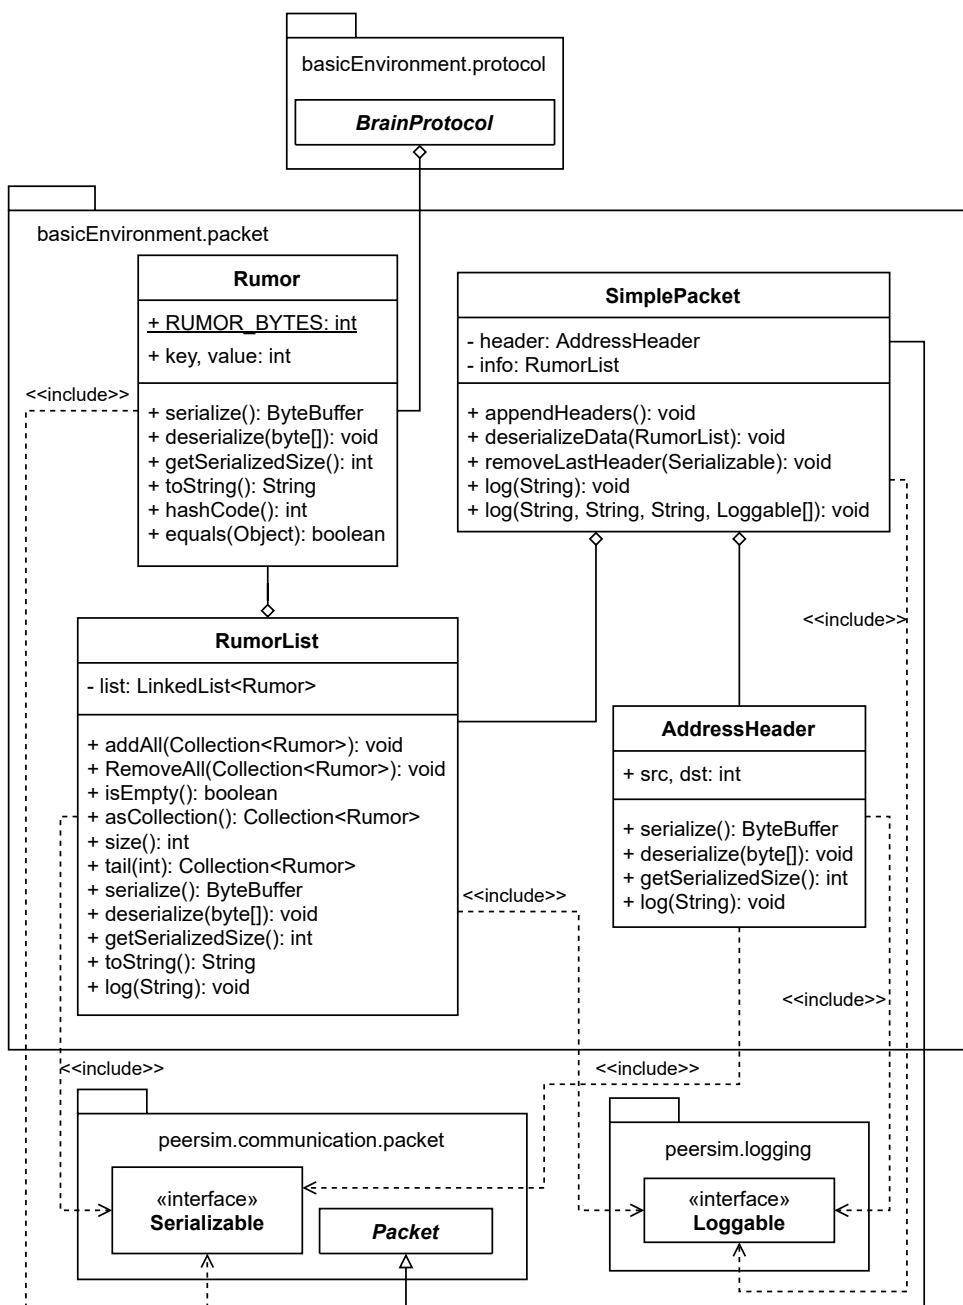 basicEnvironment.protocol
BrainProtocol
basicEnvironment.packet
Rumor
+ RUMOR_BYTES: int
+ key, value: int
+ serialize(): ByteBuffer
+ deserialize(byte[]): void
+ getSerializedSize(): int
+ toString(): String
+ hashCode(): int
+ equals(Object): boolean
<<include>>
SimplePacket
- header: AddressHeader
- info: RumorList
+ appendHeaders(): void
+ deserializeData(RumorList): void
+ removeLastHeader(Serializable): void
+ log(String): void
+ log(String, String, String, Loggable[]): void
<<include>>
RumorList
- list: LinkedList<Rumor>
+ addAll(Collection<Rumor>): void
+ RemoveAll(Collection<Rumor>): void
+ isEmpty(): boolean
+ asCollection(): Collection<Rumor>
+ size(): int
+ tail(int): Collection<Rumor>
+ serialize(): ByteBuffer
+ deserialize(byte[]): void
+ getSerializedSize(): int
+ toString(): String
+ log(String): void
<<include>>
AddressHeader
+ src, dst: int
+ serialize(): ByteBuffer
+ deserialize(byte[]): void
+ getSerializedSize(): int
+ log(String): void
<<include>>
<<include>>
<<include>>
peersim.communication.packet
«interface»
Serializable
Packet
peersim.logging
«interface»
Loggable